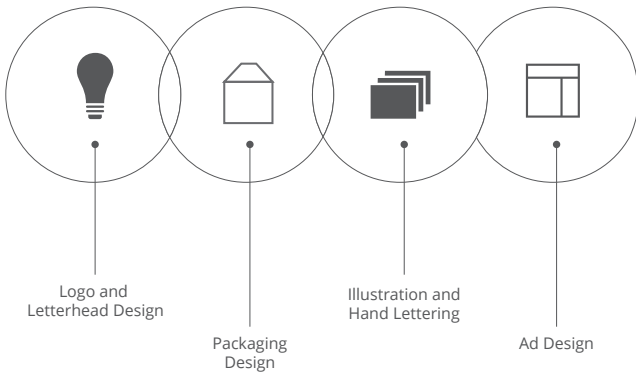 Logo and
Letterhead Design
Packaging
Design
Illustration and
Hand Lettering
Ad Design